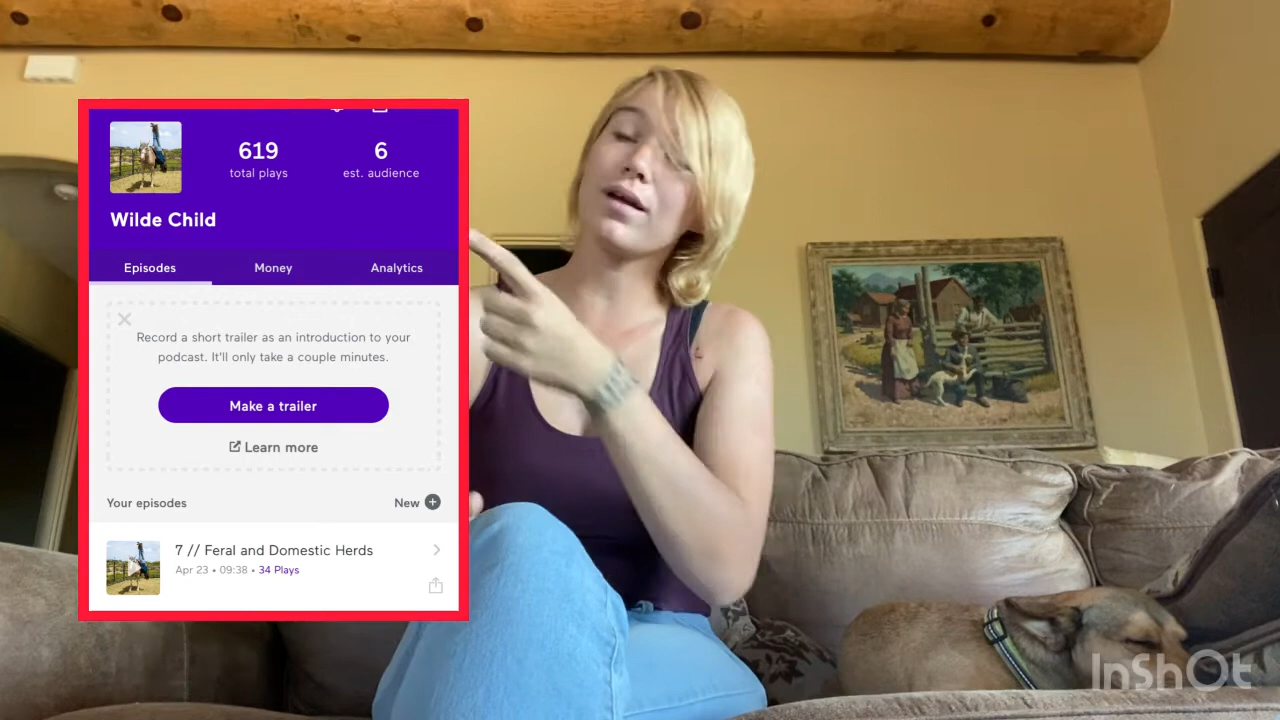 619
total plays
6
est. audience
Wilde Child
Episodes
Money
Analytics
Record a short trailer as an introduction to your
podcast. It'll only take a couple minutes.
Make a trailer
Learn more
Your episodes
New
7 // Feral and Domestic Herds
Apr 23 • 09:38 • 34 Plays
InShOt